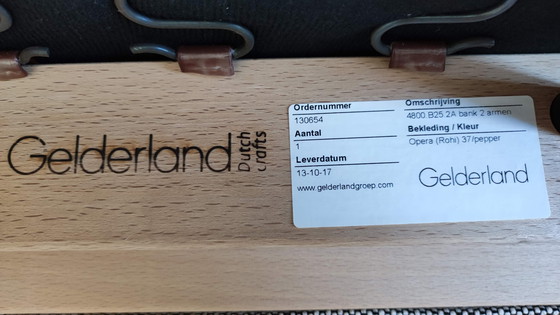 Gelderland
Dutch
crafts
Ordernummer
130654
Aantal
1
Leverdatum
13-10-17
www.gelderlandgroep.com
Omschrijving
4800.B25.2A bank 2 armen
Bekleding / Kleur
Opera (Rohi) 37/pepper
Gelderland